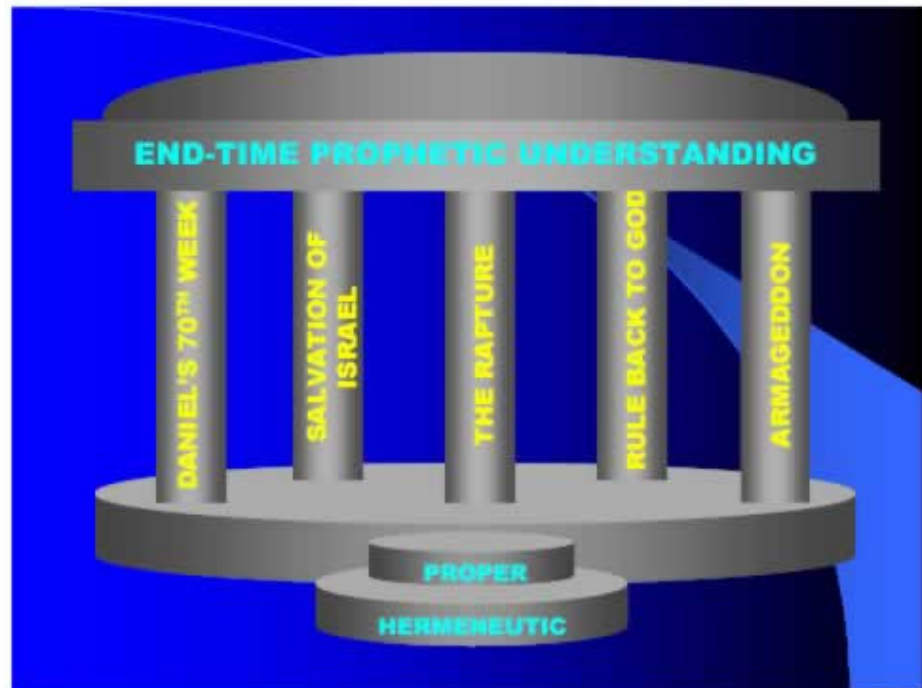 END-TIME PROPHETIC UNDERSTANDING
DANIEL'S 70TH WEEK
SALVATION OF
ISRAEL
THE RAPTURE
RULE BACK TO GOD
ARMAGEDDON
PROPER
HERMENEUTIC